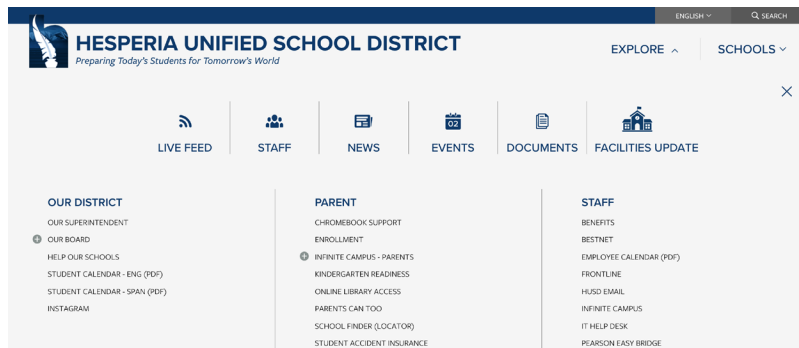 ENGLISH
SEARCH
HESPERIA UNIFIED SCHOOL DISTRICT
Preparing Today's Students for Tomorrow's World
EXPLORE
SCHOOLS
LIVE FEED
STAFF
NEWS
02
EVENTS
DOCUMENTS
FACILITIES UPDATE
OUR DISTRICT
OUR SUPERINTENDENT
OUR BOARD
HELP OUR SCHOOLS
STUDENT CALENDAR - ENG (PDF)
STUDENT CALENDAR - SPAN (PDF)
INSTAGRAM
PARENT
CHROMEBOOK SUPPORT
ENROLLMENT
INFINITE CAMPUS - PARENTS
KINDERGARTEN READINESS
ONLINE LIBRARY ACCESS
PARENTS CAN TOO
SCHOOL FINDER (LOCATOR)
STUDENT ACCIDENT INSURANCE
STAFF
BENEFITS
BESTNET
EMPLOYEE CALENDAR (PDF)
FRONTLINE
HUSD EMAIL
INFINITE CAMPUS
IT HELP DESK
PEARSON EASY BRIDGE